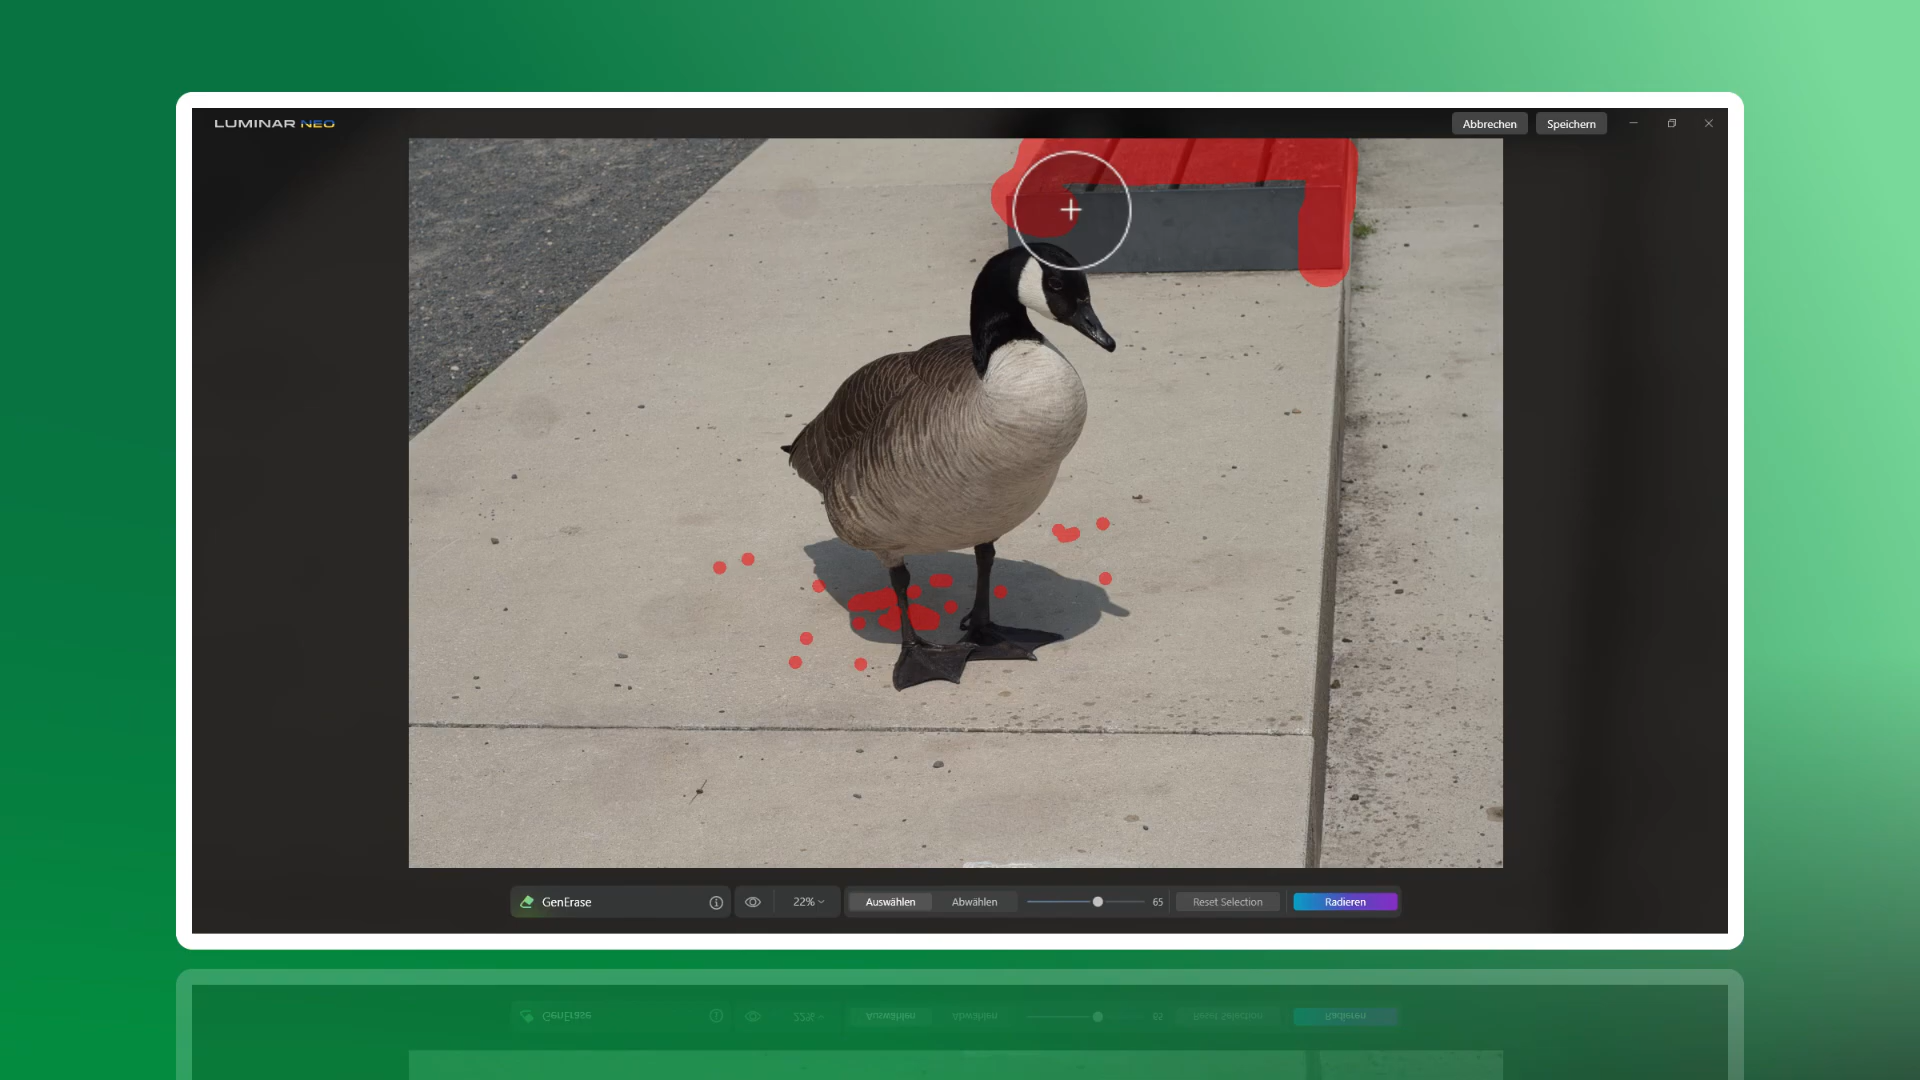 LUMINAR NEO
Abbrechen Speichern
GenErase 22% Auswählen Abwählen 65 Reset Selection Radieren